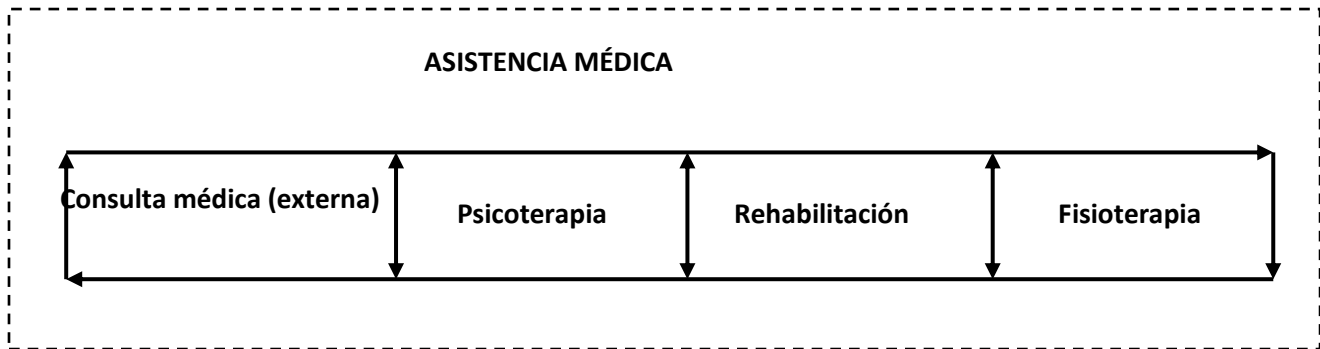 ASISTENCIA MÉDICA
Consulta médica (externa)
Psicoterapia
Rehabilitación
Fisioterapia